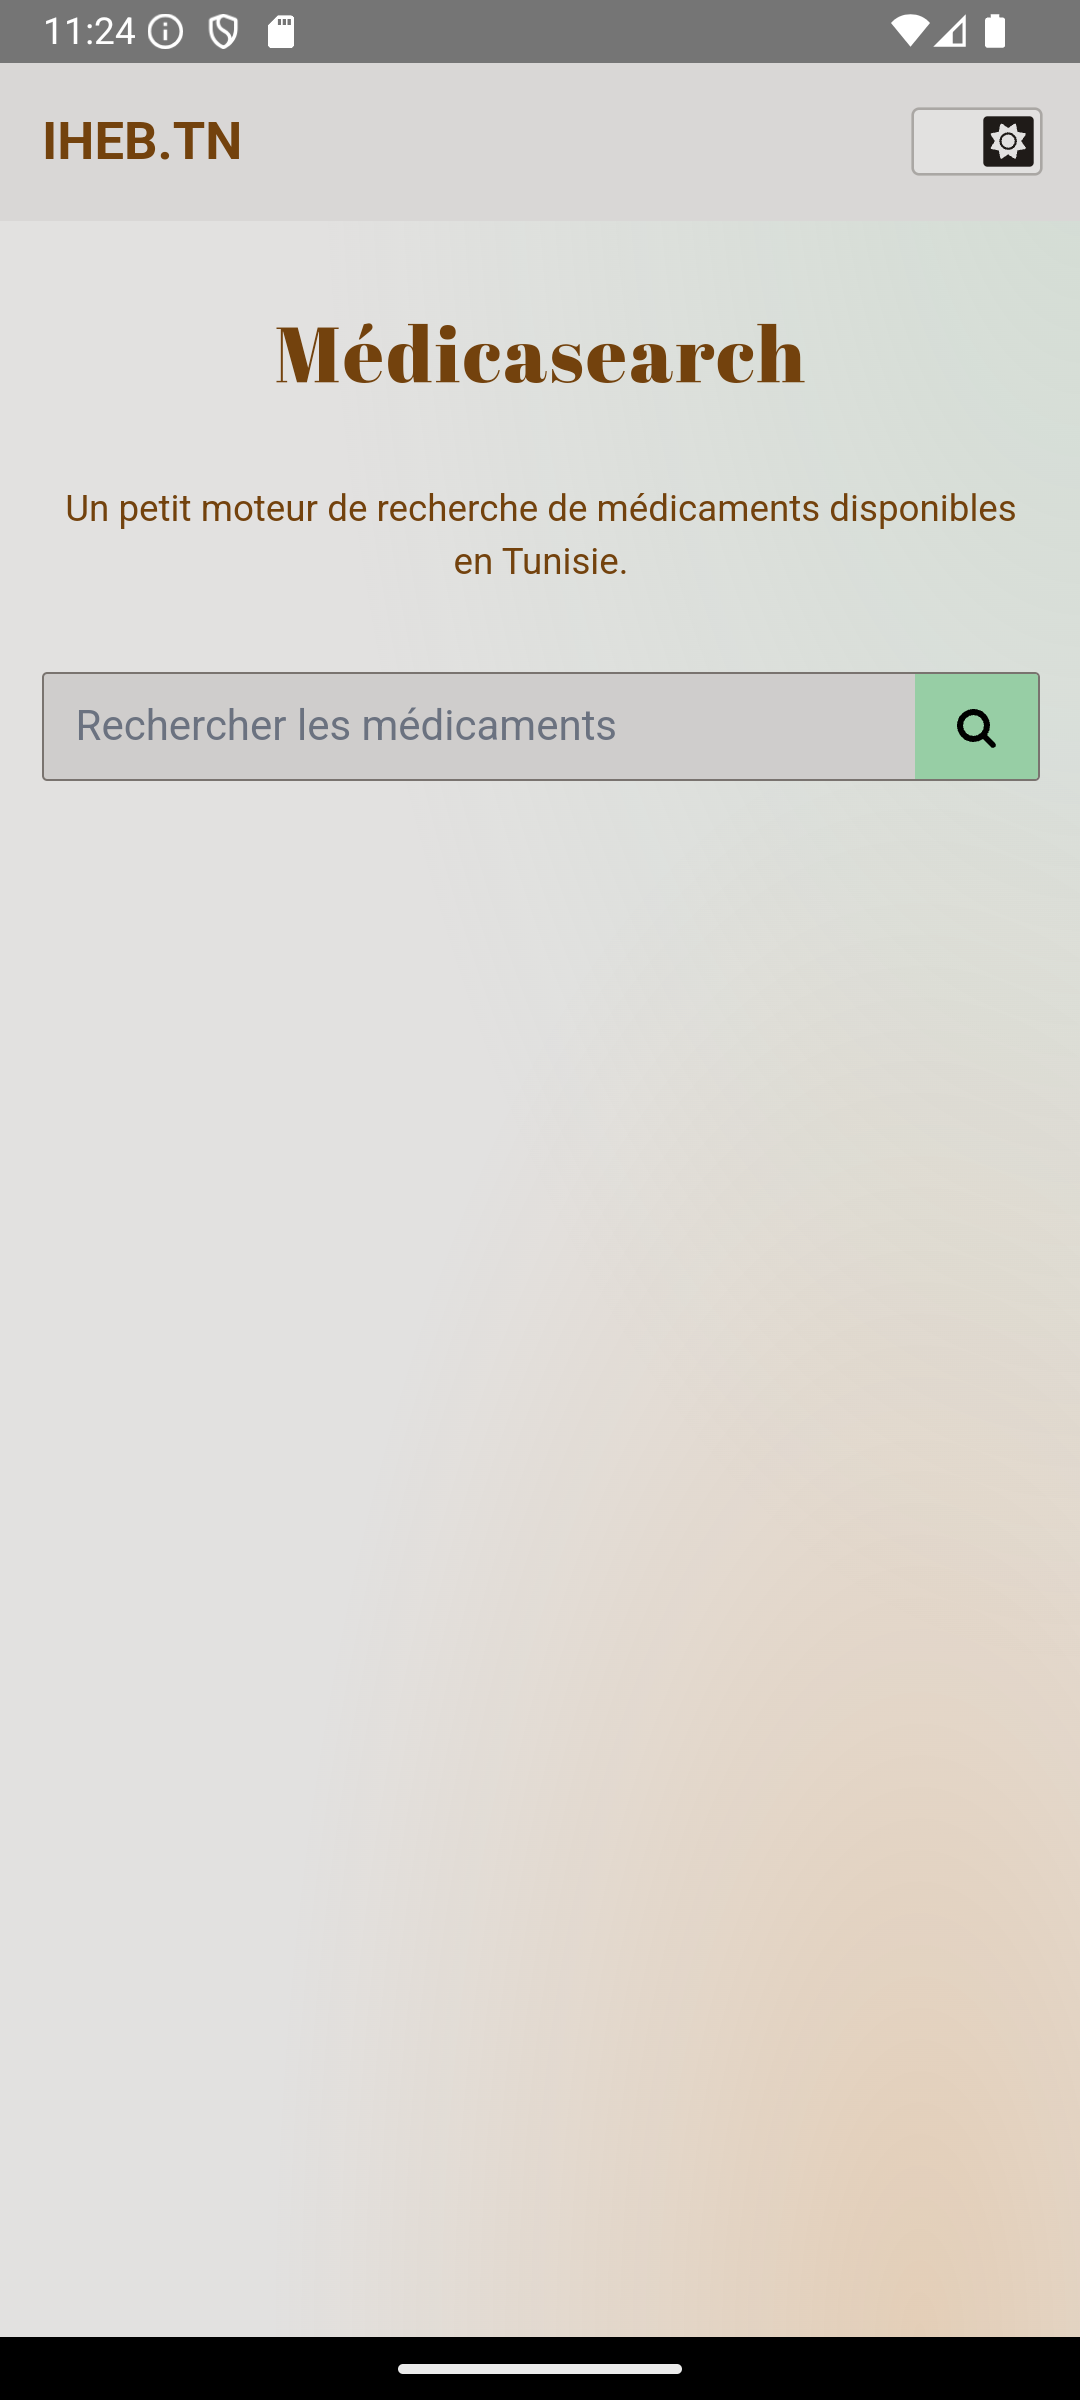 11:24
IHEB.TN
Médicasearch
Un petit moteur de recherche de médicaments disponibles
en Tunisie.
Rechercher les médicaments